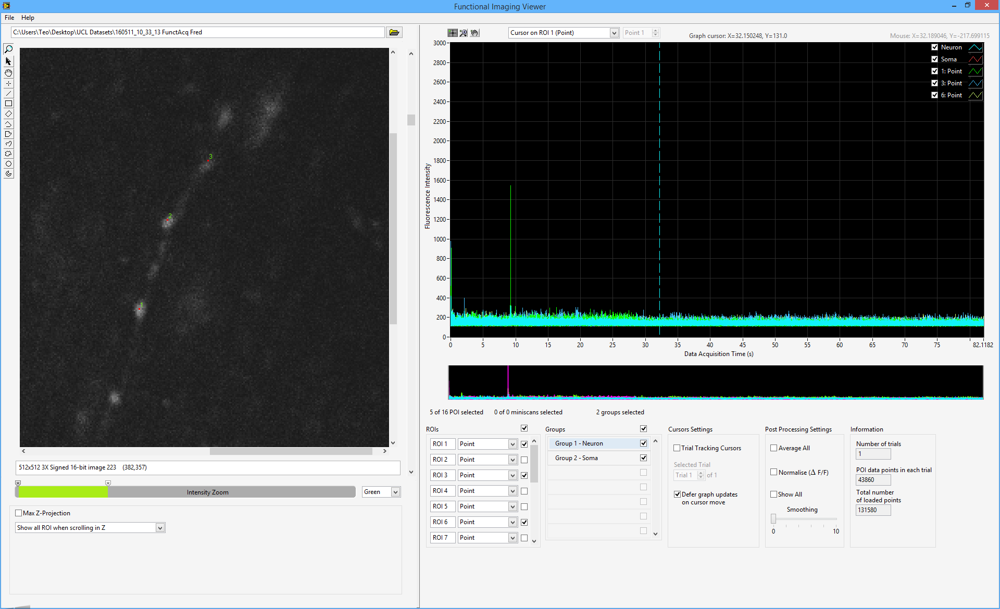 Functional Imaging Viewer
File Help
C:\Users\Teo\Desktop\UCL Datasets\160511_10_33_13 FunctAcq Fred
3
2
1
512x512 3X Signed 16-bit image 223 (382,357)
Intensity Zoom
Green
Max Z-Projection
Show all ROI when scrolling in Z
Cursor on ROI 1 (Point)
Point 1
Graph cursor: X=32.150248, Y=131.0
Mouse: X=32.189046, Y=-217.699115
Neuron
Soma
1: Point
3: Point
6: Point
Fluorescence Intensity
3000
2800
2600
2400
2200
2000
1800
1600
1400
1200
1000
800
600
400
200
0
0 5 10 15 20 25 30 35 40 45 50 55 60 65 70 75 82.1182
Data Acquisition Time (s)
5 of 16 POI selected 0 of 0 miniscans selected 2 groups selected
ROIs
ROI 1 Point
ROI 2 Point
ROI 3 Point
ROI 4 Point
ROI 5 Point
ROI 6 Point
ROI 7 Point
Groups
Group 1 - Neuron
Group 2 - Soma
Cursors Settings
Trial Tracking Cursors
Selected Trial
Trial 1 of 1
Defer graph updates
on cursor move
Post Processing Settings
Average All
Normalise (Δ F/F)
Show All
Smoothing
0 10
Information
Number of trials
1
POI data points in each trial
43860
Total number
of loaded points
131580